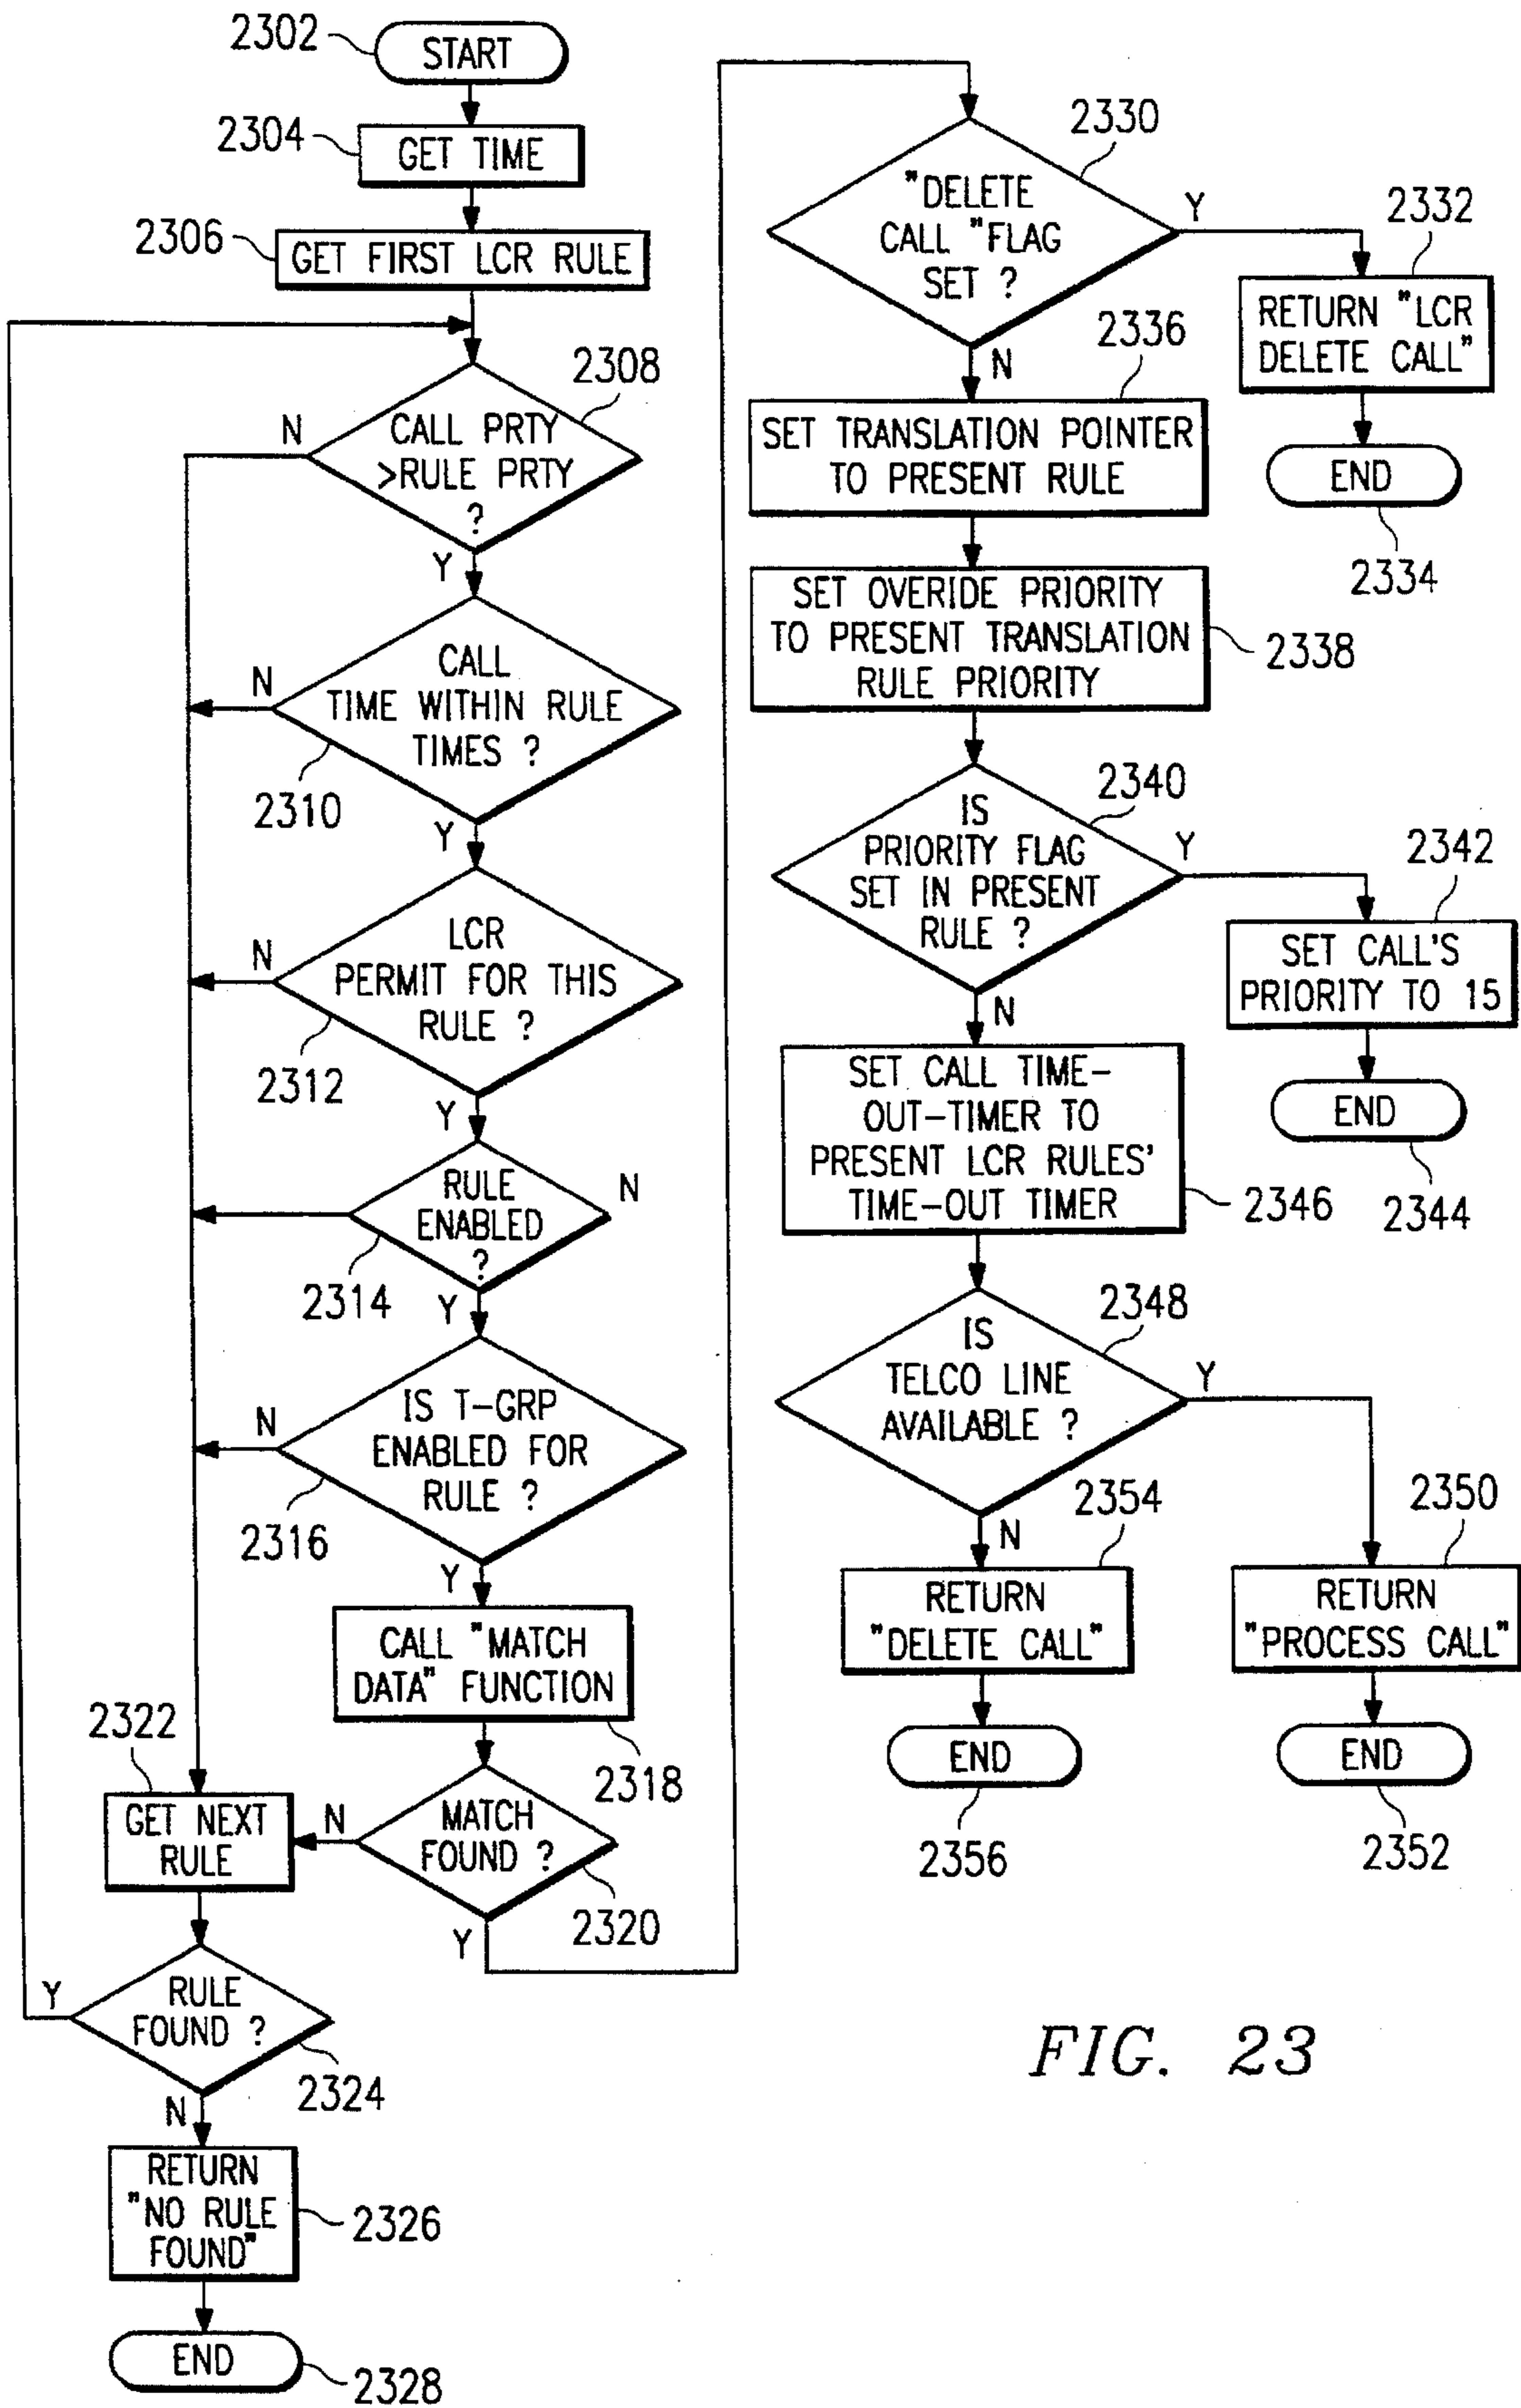 2302
START
2304
GET TIME
2306
GET FIRST LCR RULE
2308
CALL PRTY
>RULE PRTY
?
N
Y
CALL
TIME WITHIN RULE
TIMES ?
N
2310
Y
LCR
PERMIT FOR THIS
RULE ?
N
2312
Y
RULE
ENABLED
?
N
2314
Y
IS T-GRP
ENABLED FOR
RULE ?
N
2316
Y
CALL "MATCH
DATA" FUNCTION
2318
2322
GET NEXT
RULE
N
MATCH
FOUND ?
2320
Y
Y
RULE
FOUND ?
2324
N
RETURN
"NO RULE
FOUND"
2326
END
2328
2330
"DELETE
CALL "FLAG
SET ?
Y
2332
RETURN "LCR
DELETE CALL"
END
2334
N
2336
SET TRANSLATION POINTER
TO PRESENT RULE
SET OVERIDE PRIORITY
TO PRESENT TRANSLATION
RULE PRIORITY
2338
2340
IS
PRIORITY FLAG
SET IN PRESENT
RULE ?
Y
2342
SET CALL'S
PRIORITY TO 15
END
2344
N
SET CALL TIME-
OUT-TIMER TO
PRESENT LCR RULES'
TIME-OUT TIMER
2346
2348
IS
TELCO LINE
AVAILABLE ?
Y
2350
RETURN
"PROCESS CALL"
END
2352
N
2354
RETURN
"DELETE CALL"
END
2356
FIG. 23